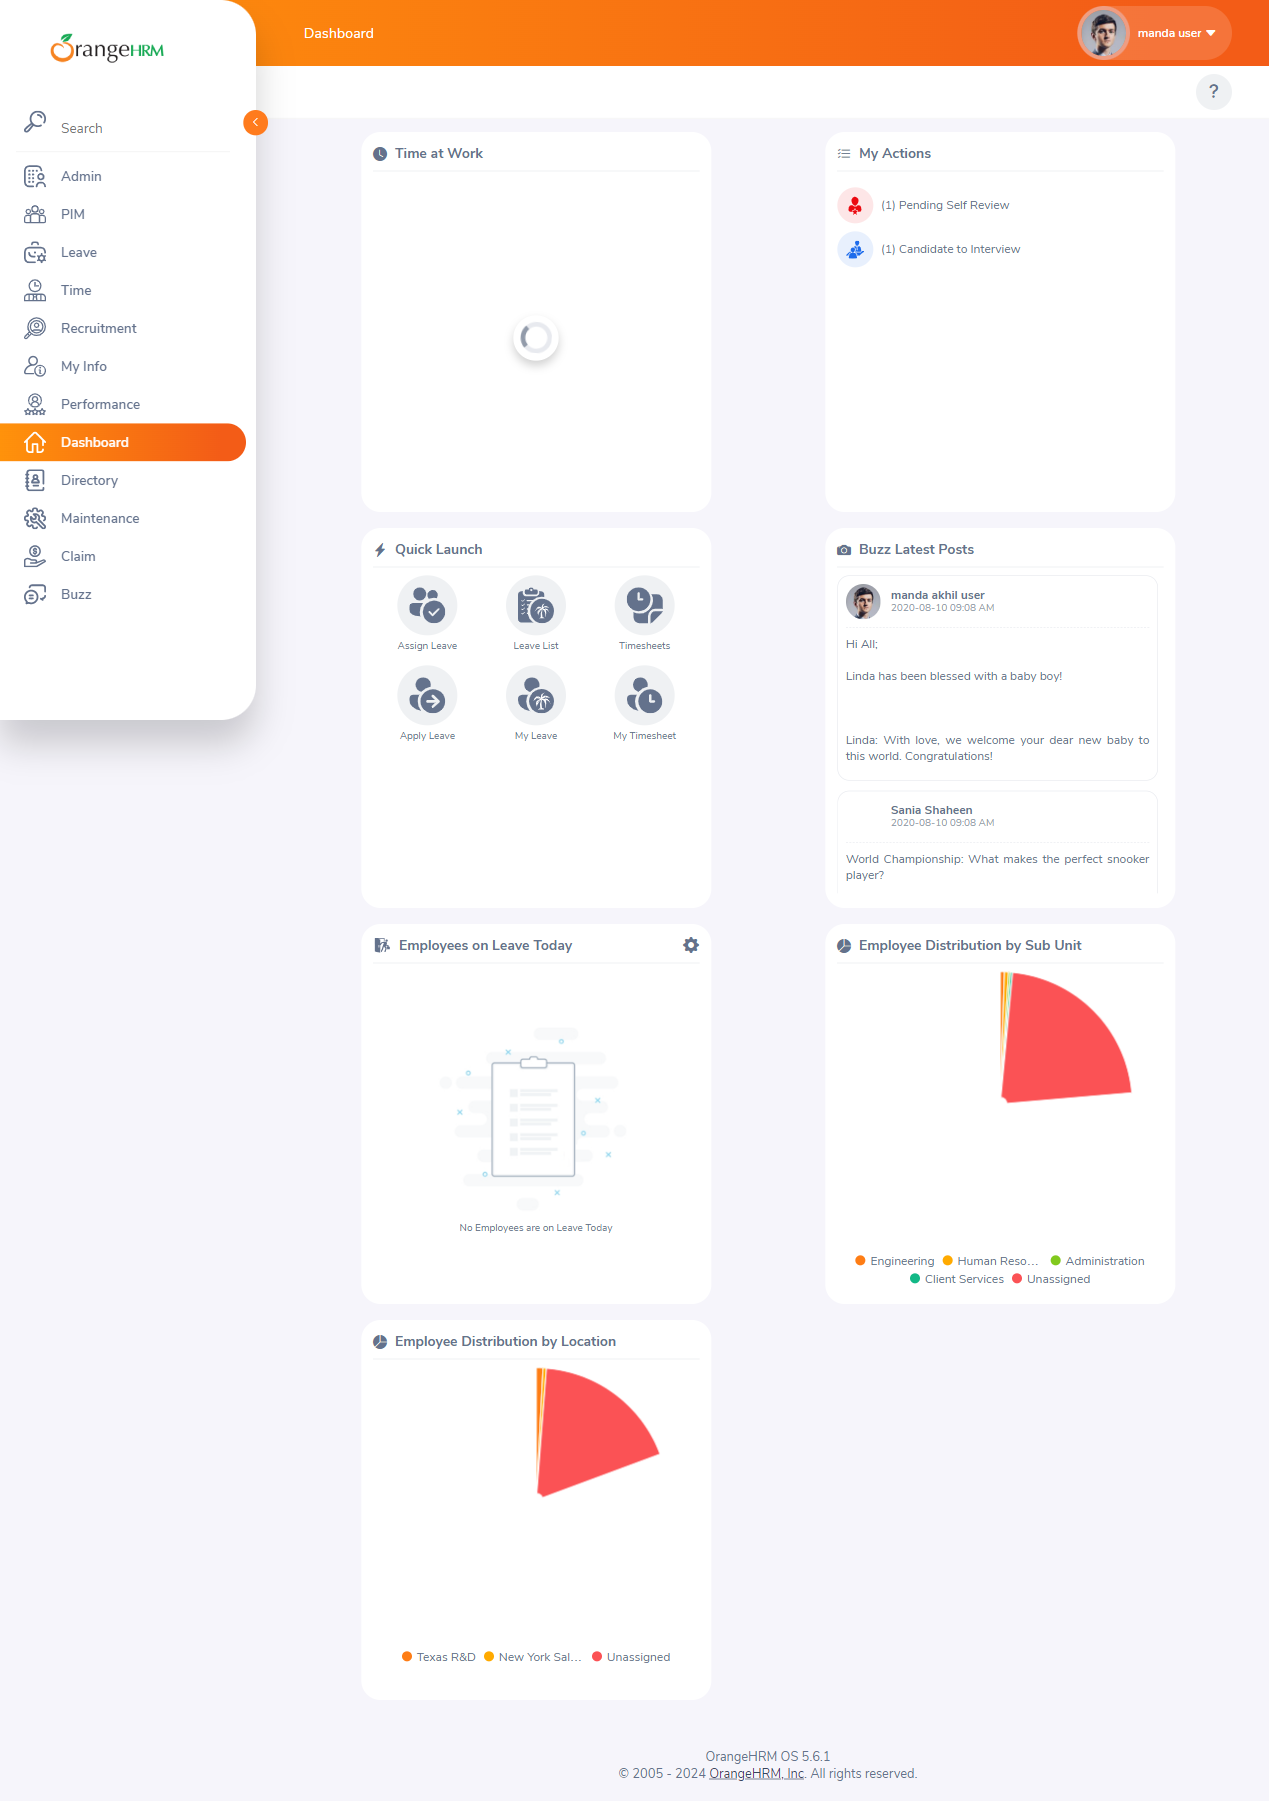 OrangeHRM
Search
Admin
PIM
Leave
Time
Recruitment
My Info
Performance
Dashboard
Directory
Maintenance
Claim
Buzz
Dashboard
manda user
?
Time at Work
My Actions
(1) Pending Self Review
(1) Candidate to Interview
Quick Launch
Assign Leave
Leave List
Timesheets
Apply Leave
My Leave
My Timesheet
Buzz Latest Posts
manda akhil user
2020-08-10 09:08 AM
Hi All;
Linda has been blessed with a baby boy!
Linda: With love, we welcome your dear new baby to
this world. Congratulations!
Sania Shaheen
2020-08-10 09:08 AM
World Championship: What makes the perfect snooker
player?
Employees on Leave Today
No Employees are on Leave Today
Employee Distribution by Sub Unit
Engineering
Human Reso...
Administration
Client Services
Unassigned
Employee Distribution by Location
Texas R&D
New York Sal...
Unassigned
OrangeHRM OS 5.6.1
© 2005 - 2024 OrangeHRM, Inc. All rights reserved.